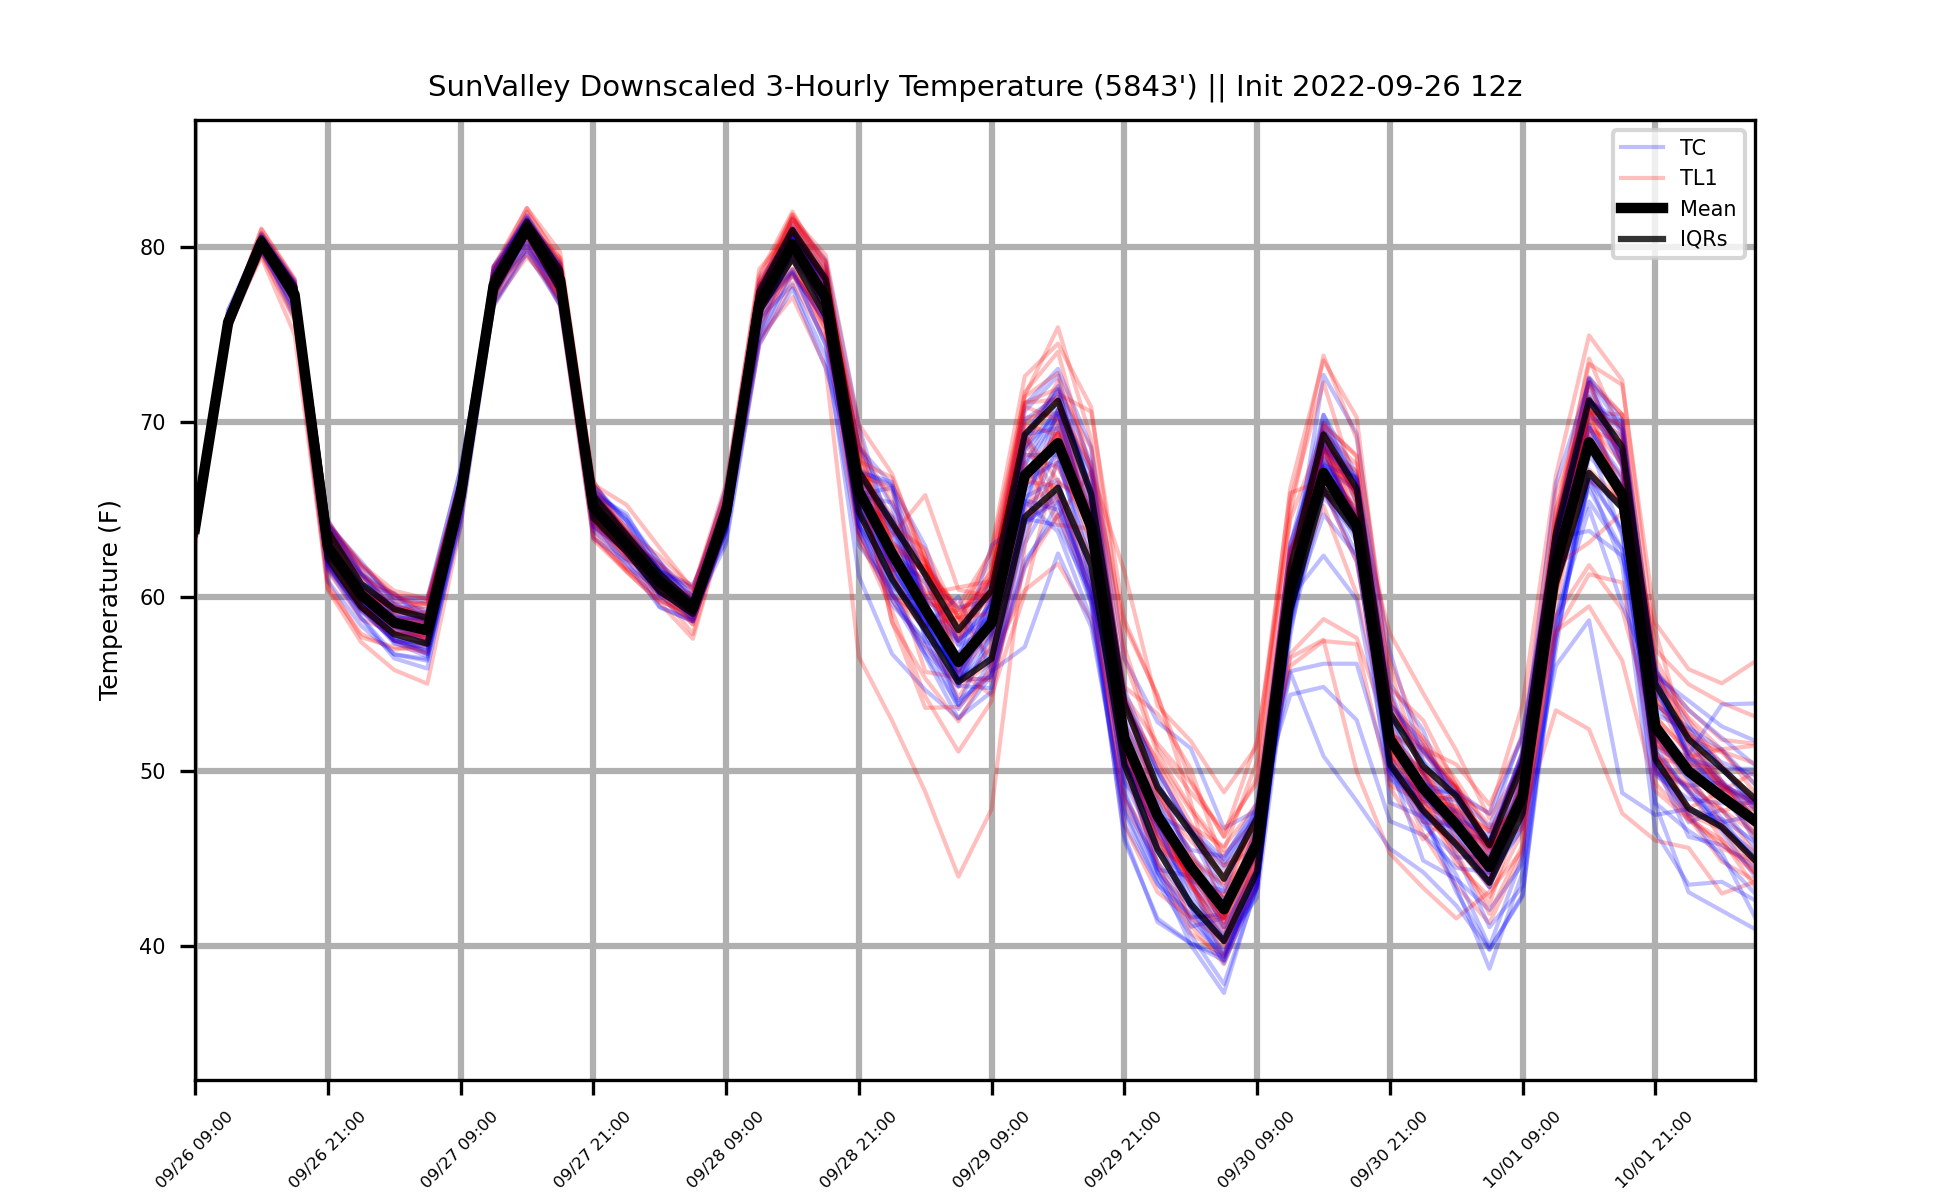 SunValley Downscaled 3-Hourly Temperature (5843') || Init 2022-09-26 12z
TC
TL1
Mean
IQRs
Temperature (F)
80
70
60
50
40
09/26 09:00
09/26 21:00
09/27 09:00
09/27 21:00
09/28 09:00
09/28 21:00
09/29 09:00
09/29 21:00
09/30 09:00
09/30 21:00
10/01 09:00
10/01 21:00